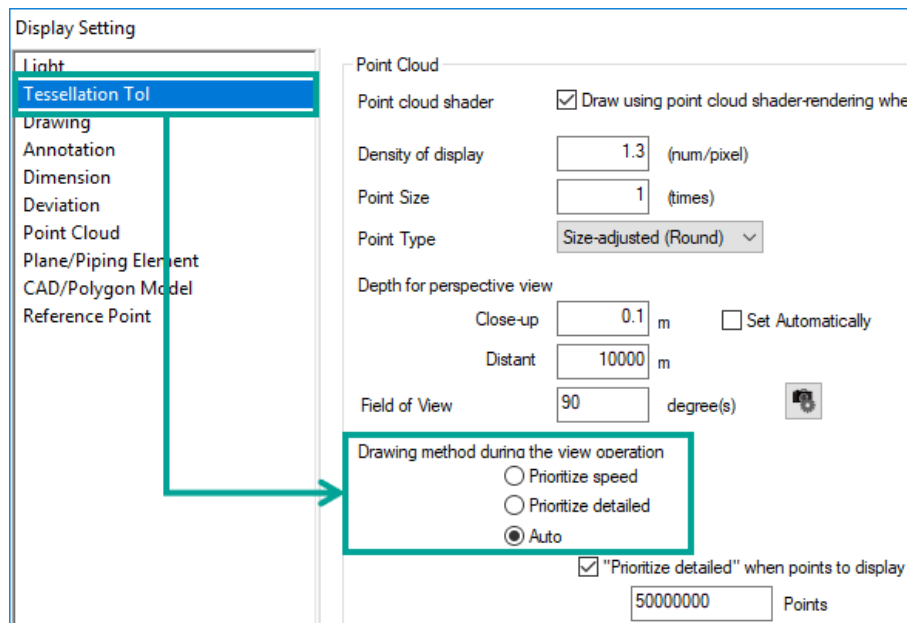 Display Setting
Light
Tessellation Tol
Drawing
Annotation
Dimension
Deviation
Point Cloud
Plane/Piping Element
CAD/Polygon Model
Reference Point
Point Cloud
Point cloud shader
Draw using point cloud shader-rendering whe
Density of display 1.3 (num/pixel)
Point Size 1 (times)
Point Type Size-adjusted (Round)
Depth for perspective view
Close-up 0.1 m Set Automatically
Distant 10000 m
Field of View 90 degree(s)
Drawing method during the view operation
Prioritize speed
Prioritize detailed
Auto
"Prioritize detailed" when points to display
50000000 Points